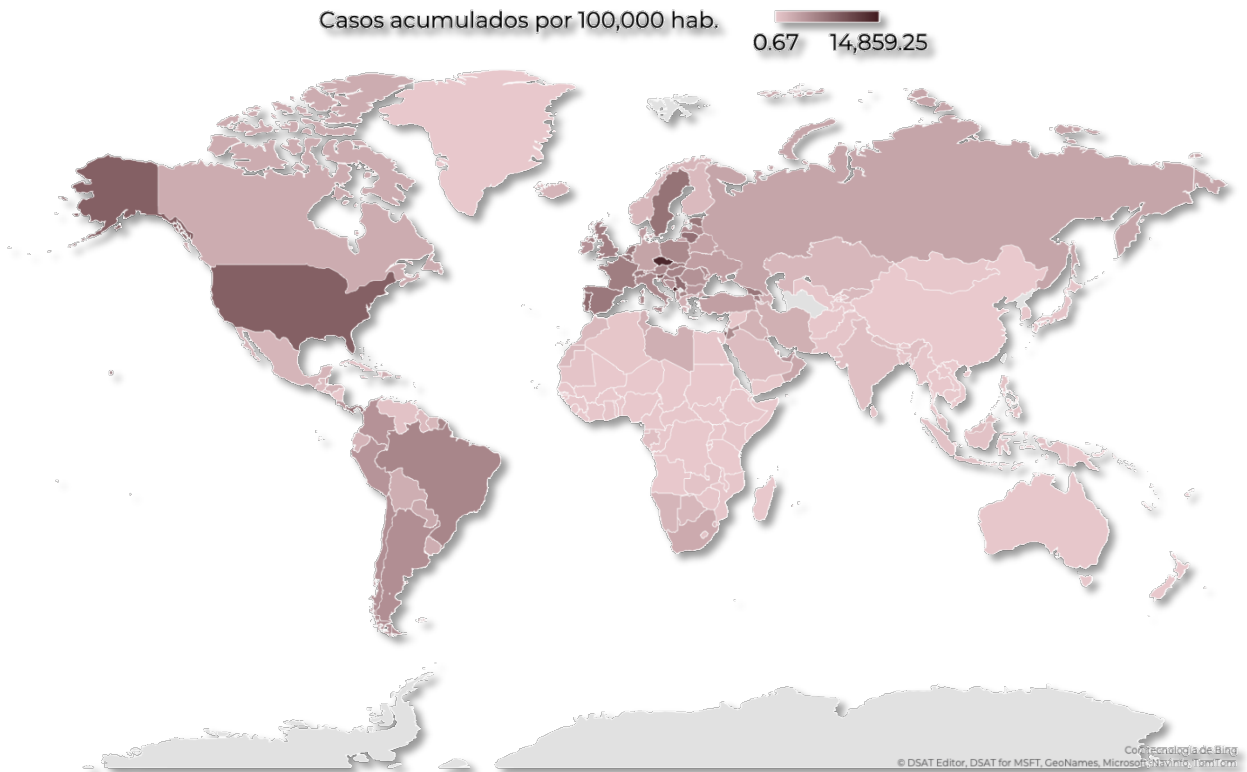 Casos acumulados por 100,000 hab.
0.67 14,859.25
Con tecnología de Bing
© DSAT Editor, DSAT for MSFT, GeoNames, Microsoft, Navinfo, TomTom